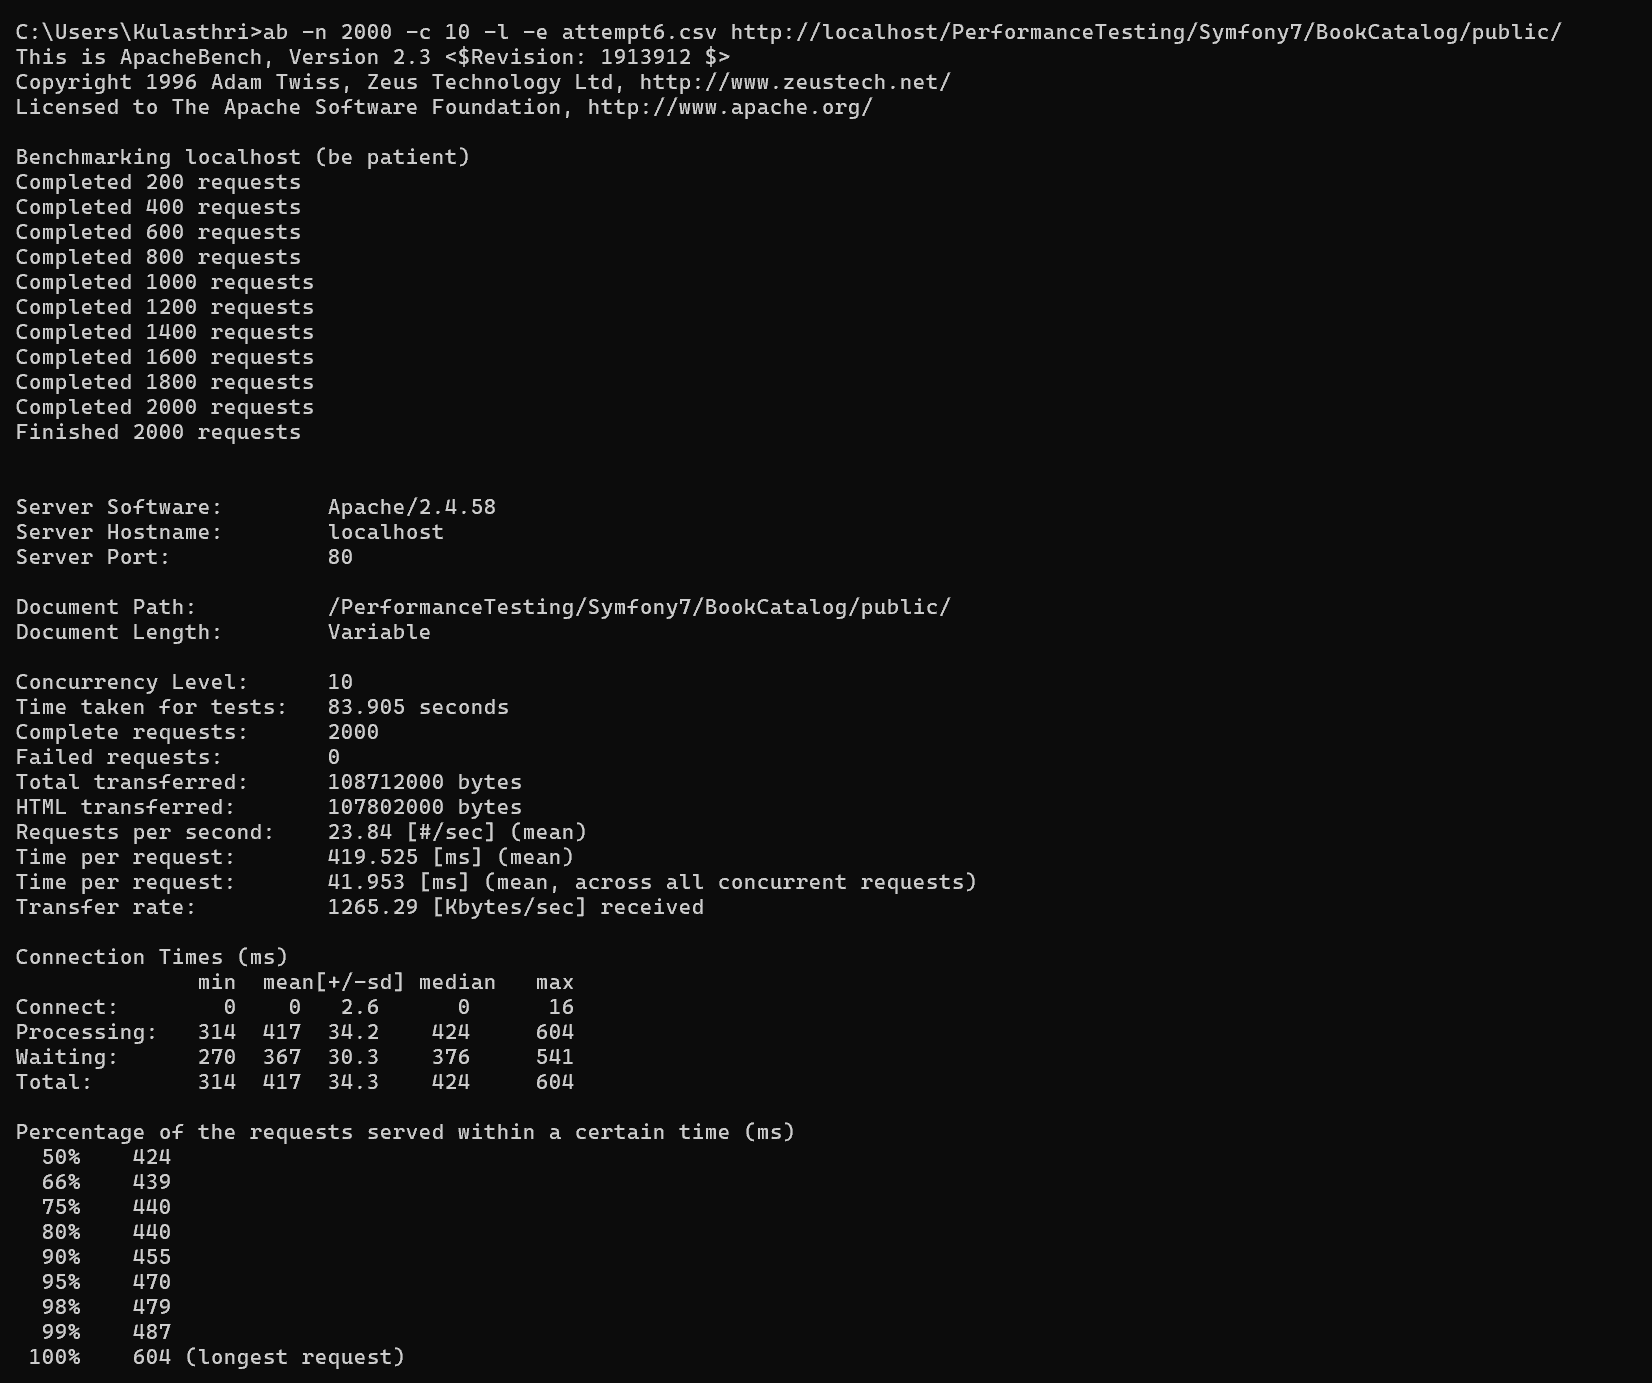 C:\Users\Kulasthri>ab -n 2000 -c 10 -l -e attempt6.csv http://localhost/PerformanceTesting/Symfony7/BookCatalog/public/
This is ApacheBench, Version 2.3 <$Revision: 1913912 $>
Copyright 1996 Adam Twiss, Zeus Technology Ltd, http://www.zeustech.net/
Licensed to The Apache Software Foundation, http://www.apache.org/

Benchmarking localhost (be patient)
Completed 200 requests
Completed 400 requests
Completed 600 requests
Completed 800 requests
Completed 1000 requests
Completed 1200 requests
Completed 1400 requests
Completed 1600 requests
Completed 1800 requests
Completed 2000 requests
Finished 2000 requests


Server Software:        Apache/2.4.58
Server Hostname:        localhost
Server Port:            80

Document Path:          /PerformanceTesting/Symfony7/BookCatalog/public/
Document Length:        Variable

Concurrency Level:      10
Time taken for tests:   83.905 seconds
Complete requests:      2000
Failed requests:        0
Total transferred:      108712000 bytes
HTML transferred:       107802000 bytes
Requests per second:    23.84 [#/sec] (mean)
Time per request:       419.525 [ms] (mean)
Time per request:       41.953 [ms] (mean, across all concurrent requests)
Transfer rate:          1265.29 [Kbytes/sec] received

Connection Times (ms)
              min  mean[+/-sd] median   max
Connect:        0    0   2.6      0      16
Processing:   314  417  34.2    424     604
Waiting:      270  367  30.3    376     541
Total:        314  417  34.3    424     604

Percentage of the requests served within a certain time (ms)
  50%    424
  66%    439
  75%    440
  80%    440
  90%    455
  95%    470
  98%    479
  99%    487
 100%    604 (longest request)